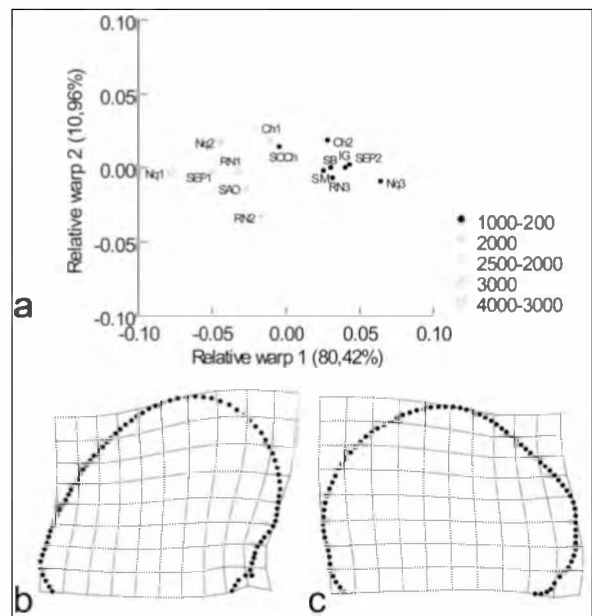 0.10
0.05
0.00
-0.05
-0.10
Relative warp 2 (10,96%)
Nq1
Nq2
SEP1
RN1
SAO
RN2
Ch1
SOCh
Ch2
SB
IG
SEP2
SM
RN3
Nq3
-0.10
-0.05
0.00
0.05
0.10
Relative warp 1 (80,42%)
1000-200
2000
2500-2000
3000
4000-3000
a
b
c